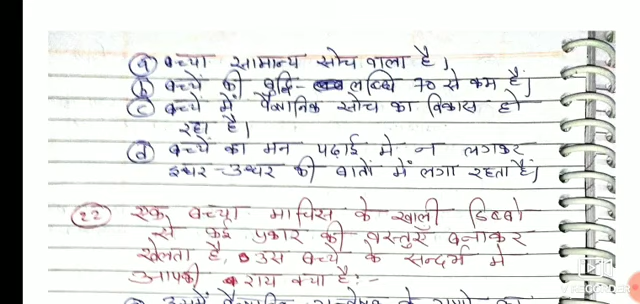 ⓐ बच्चा सामान्य सोच वाला है।
ⓑ बच्चे की बुद्धि-लब्धि 70 से कम है।
ⓒ बच्चे में वैज्ञानिक सोच का विकास हो
रहा है।
ⓓ बच्चे का मन पढाई में न लगकर
इधर-उधर की बातों में लगा रहता है।
22 एक बच्चा माचिस के खाली डिब्बो
से कई प्रकार की वस्तुएँ बनाकर
खेलता है, उस बच्चे के सन्दर्भ में
आपकी राय क्या है:-
VIDEOSHOW